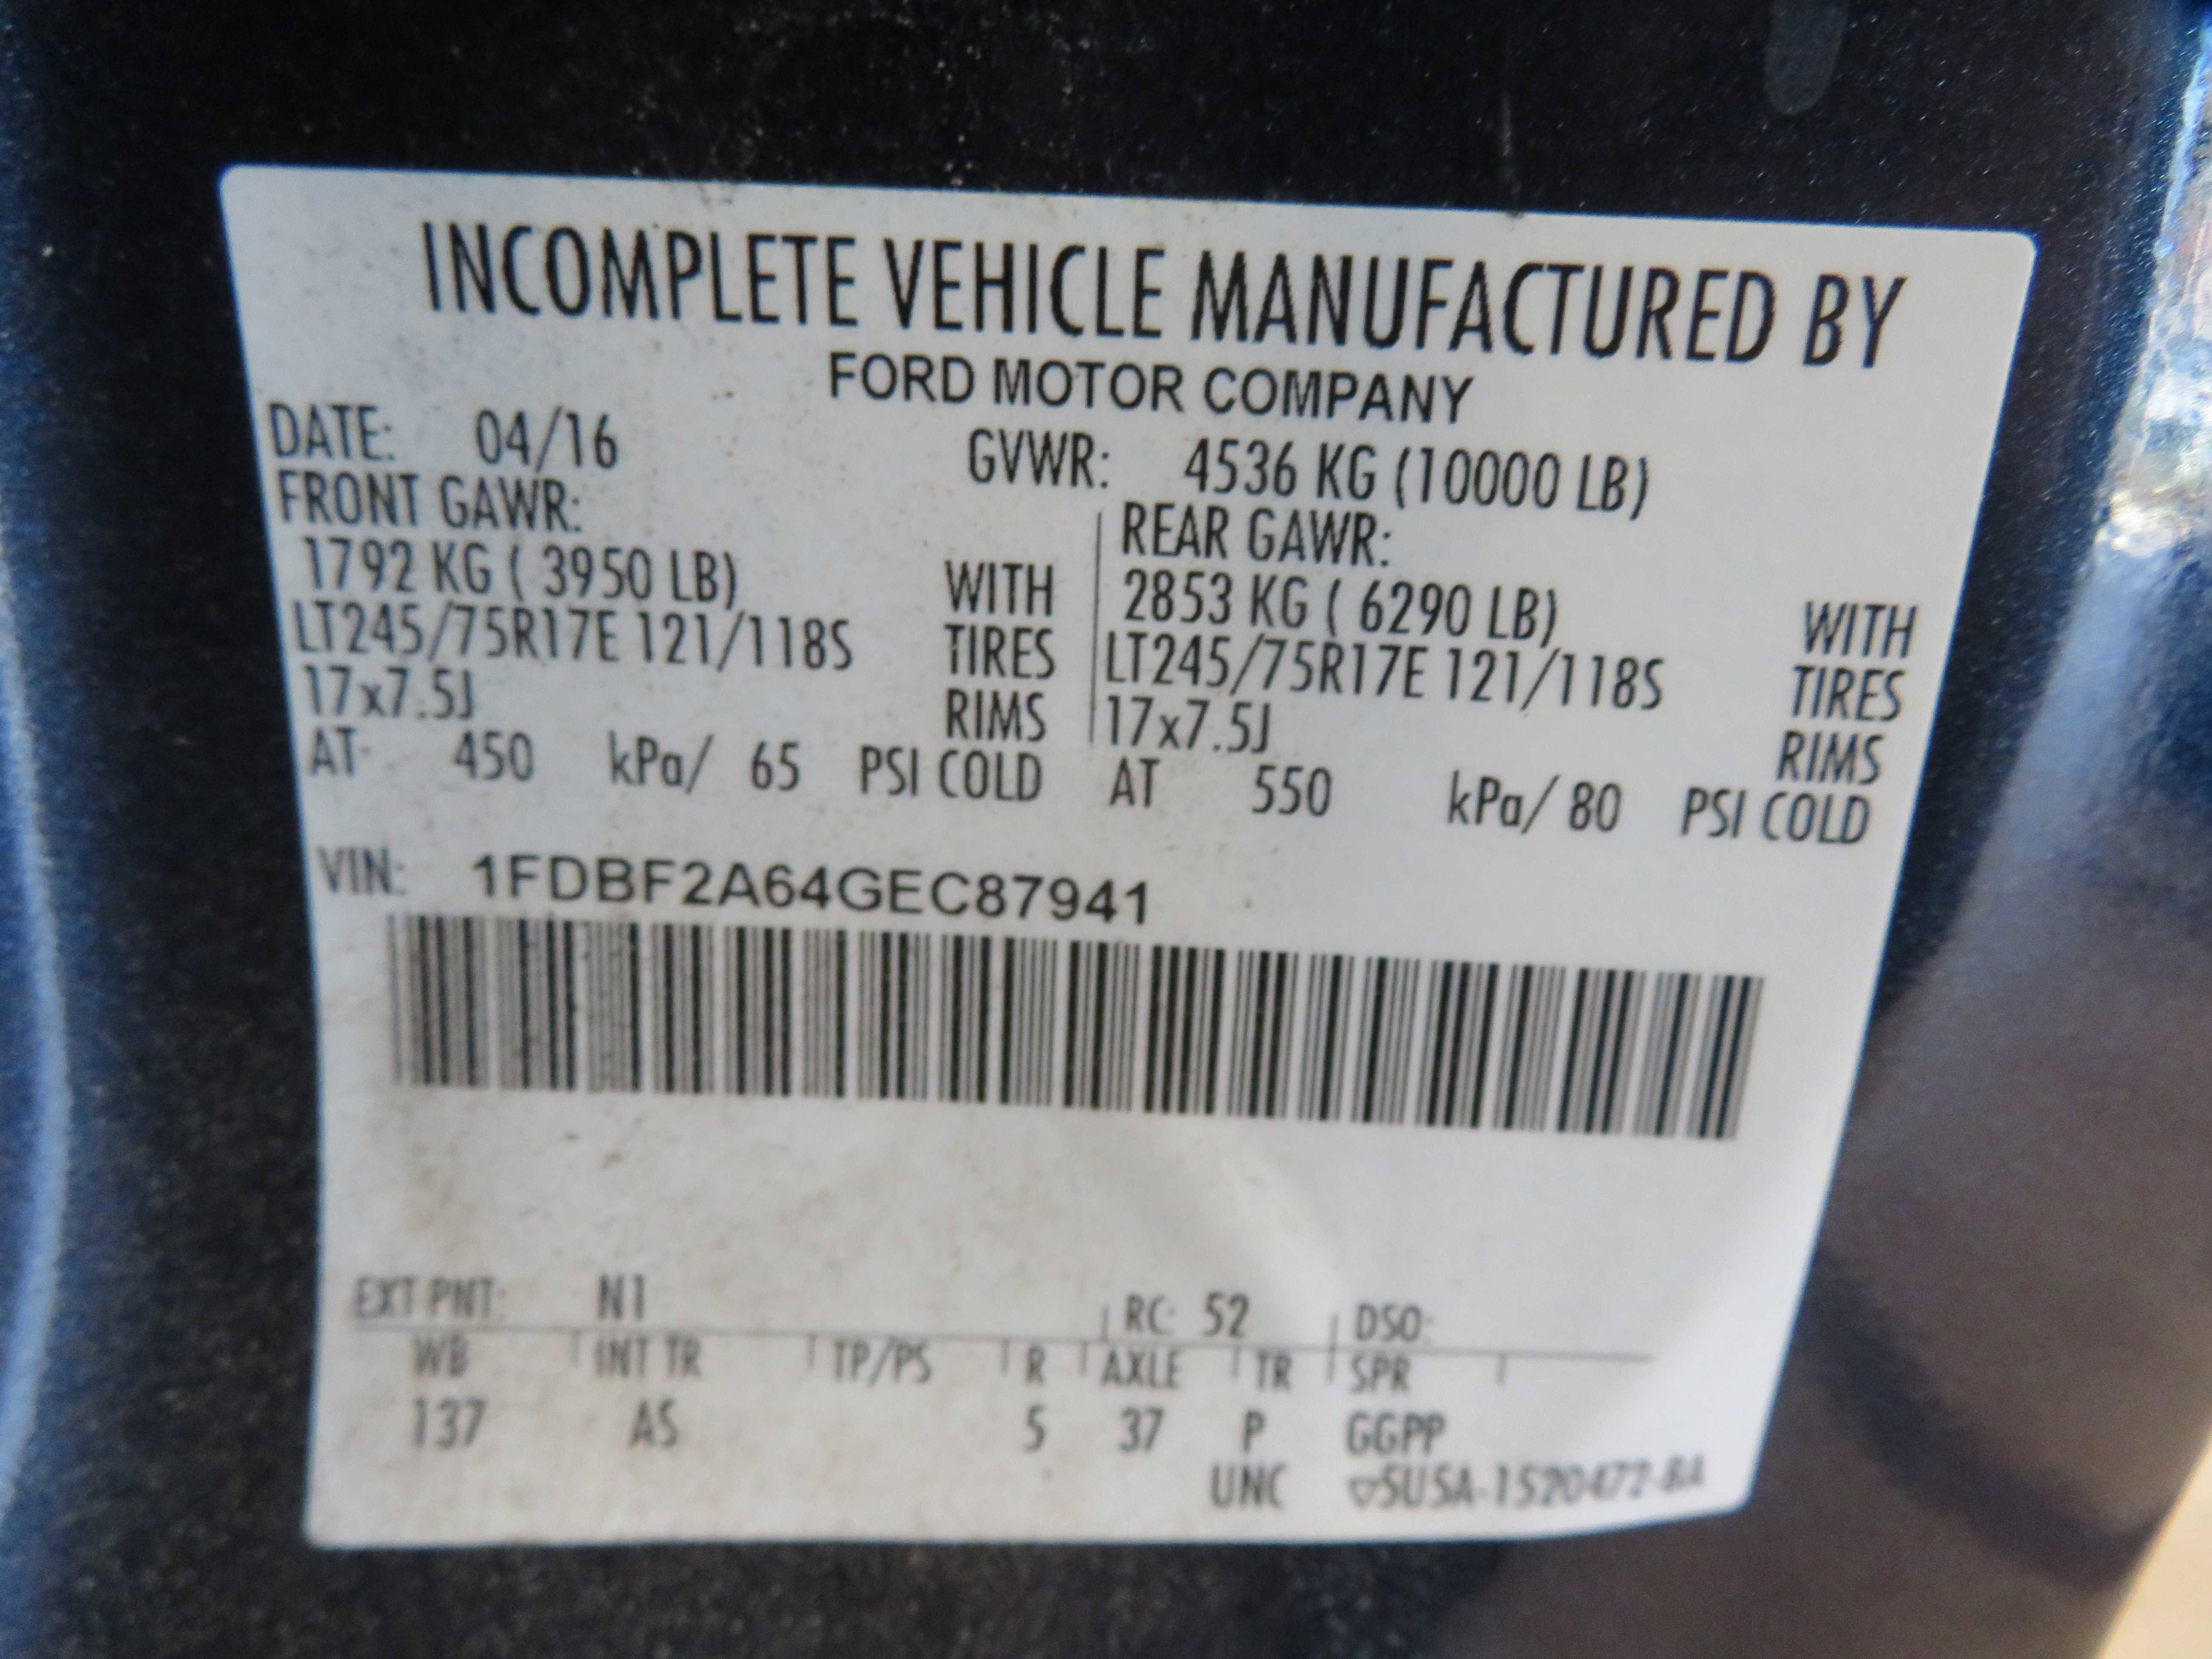 INCOMPLETE VEHICLE MANUFACTURED BY
FORD MOTOR COMPANY
DATE: 04/16 GVWR: 4536 KG (10000 LB)
FRONT GAWR: REAR GAWR:
1792 KG ( 3950 LB) WITH 2853 KG ( 6290 LB) WITH
LT245/75R17E 121/118S TIRES LT245/75R17E 121/118S TIRES
17x7.5J RIMS 17x7.5J RIMS
AT 450 kPa/ 65 PSI COLD AT 550 kPa/ 80 PSI COLD
VIN: 1FDBF2A64GEC87941
EXT PNT: N1 RC: 52 DSO:
WB INT TR TP/PS R AXLE TR SPR
137 AS 5 37 P GGPP
UNC ▽5U5A-1520472-BA